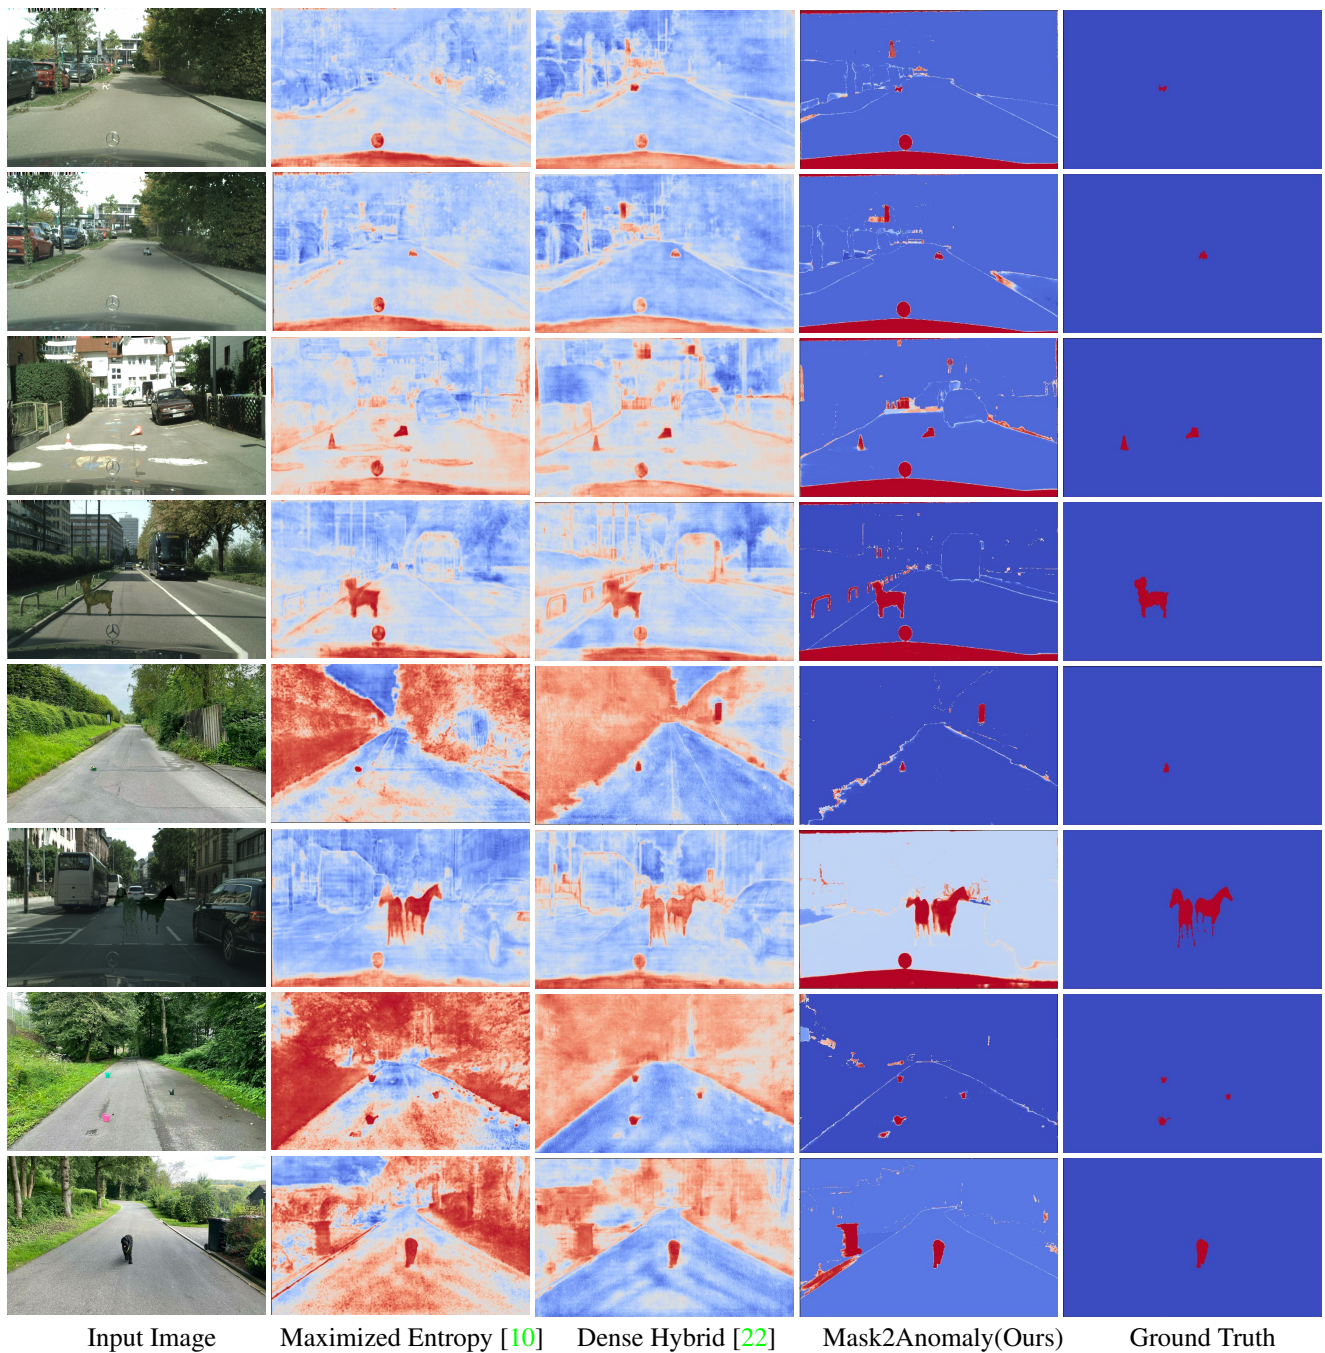 Input Image
Maximized Entropy [10]
Dense Hybrid [22]
Mask2Anomaly(Ours)
Ground Truth